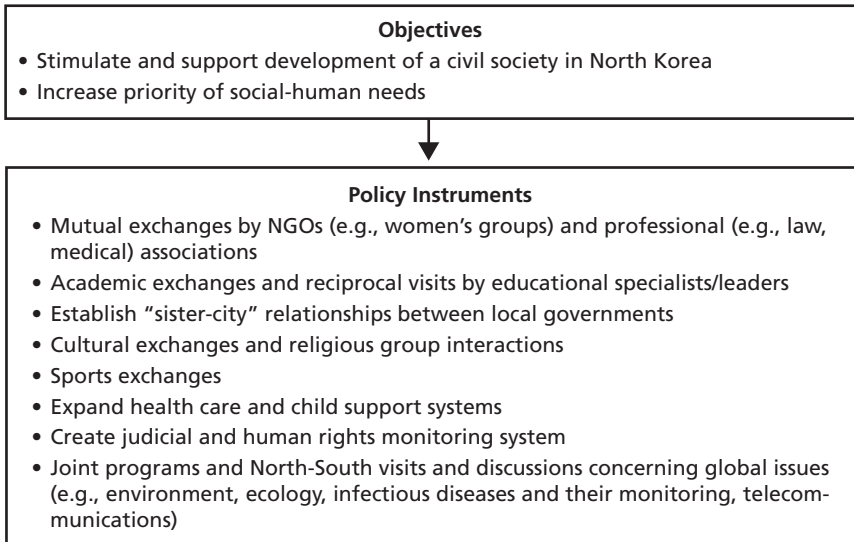 Objectives
• Stimulate and support development of a civil society in North Korea
• Increase priority of social-human needs
Policy Instruments
• Mutual exchanges by NGOs (e.g., women’s groups) and professional (e.g., law,
medical) associations
• Academic exchanges and reciprocal visits by educational specialists/leaders
• Establish “sister-city” relationships between local governments
• Cultural exchanges and religious group interactions
• Sports exchanges
• Expand health care and child support systems
• Create judicial and human rights monitoring system
• Joint programs and North-South visits and discussions concerning global issues
(e.g., environment, ecology, infectious diseases and their monitoring, telecom-
munications)